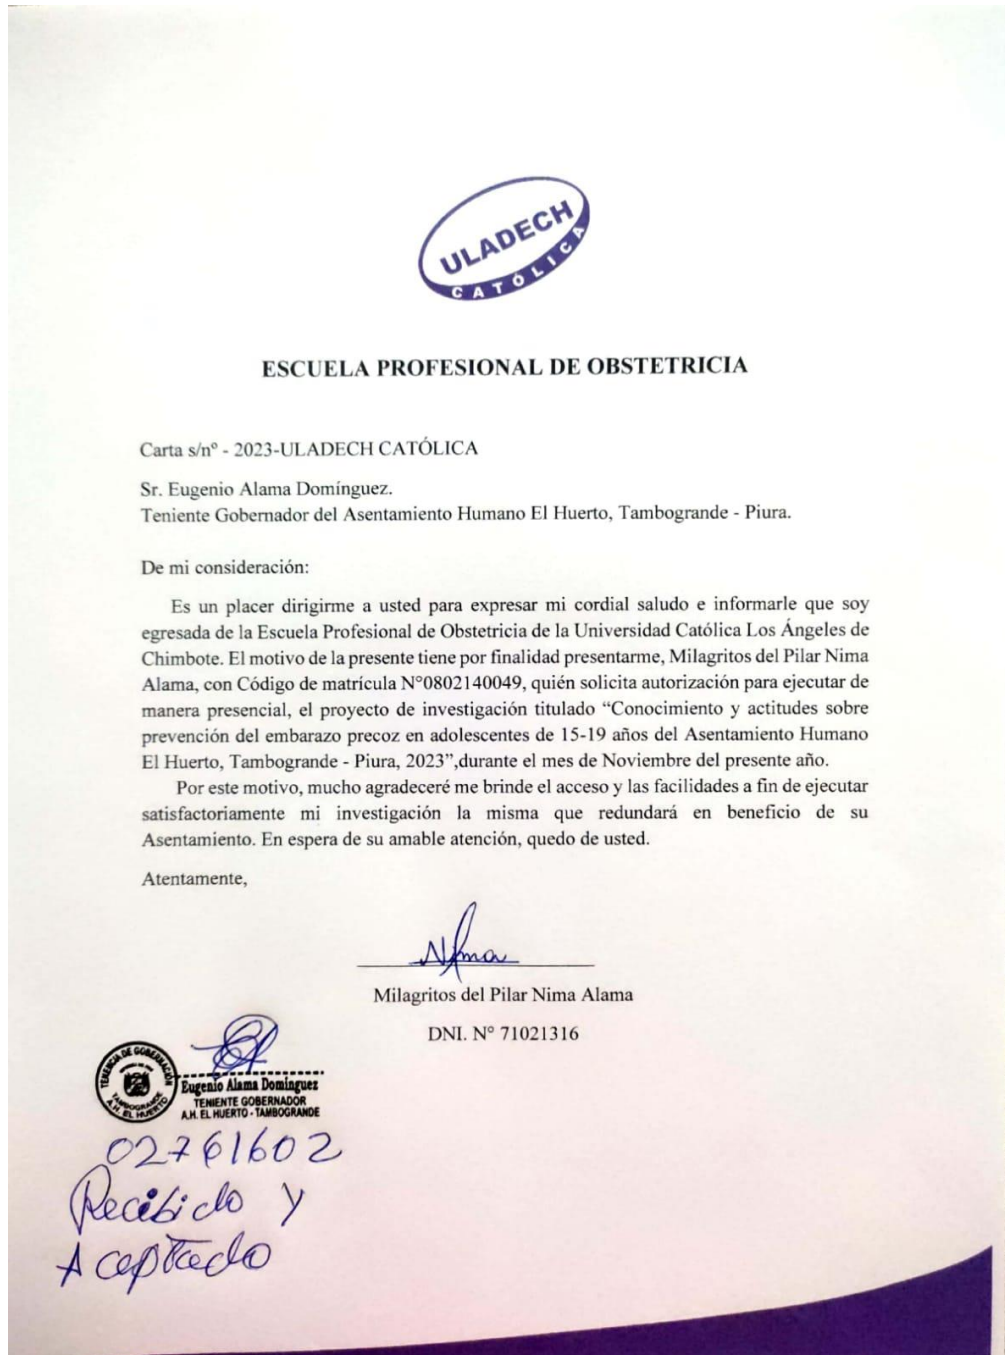 ULADECH
CATÓLICA
ESCUELA PROFESIONAL DE OBSTETRICIA
Carta s/nº - 2023-ULADECH CATÓLICA
Sr. Eugenio Alama Domínguez.
Teniente Gobernador del Asentamiento Humano El Huerto, Tambogrande - Piura.
De mi consideración:
Es un placer dirigirme a usted para expresar mi cordial saludo e informarle que soy
egresada de la Escuela Profesional de Obstetricia de la Universidad Católica Los Ángeles de
Chimbote. El motivo de la presente tiene por finalidad presentarme, Milagritos del Pilar Nima
Alama, con Código de matrícula N°0802140049, quién solicita autorización para ejecutar de
manera presencial, el proyecto de investigación titulado “Conocimiento y actitudes sobre
prevención del embarazo precoz en adolescentes de 15-19 años del Asentamiento Humano
El Huerto, Tambogrande - Piura, 2023”,durante el mes de Noviembre del presente año.
Por este motivo, mucho agradeceré me brinde el acceso y las facilidades a fin de ejecutar
satisfactoriamente mi investigación la misma que redundará en beneficio de su
Asentamiento. En espera de su amable atención, quedo de usted.
Atentamente,
Nima
Milagritos del Pilar Nima Alama
DNI. N° 71021316
TENENCIA DE GOBERNACIÓN
TAMBOGRANDE
A.H. EL HUERTO
Eugenio Alama Domínguez
TENIENTE GOBERNADOR
A.H. EL HUERTO - TAMBOGRANDE
02761602
Recibido y
Aceptado